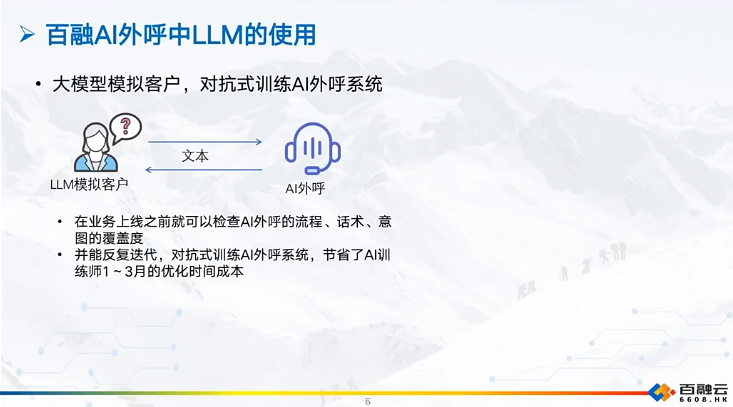 百融AI外呼中LLM的使用
• 大模型模拟客户，对抗式训练AI外呼系统
?
文本
LLM模拟客户
AI外呼
• 在业务上线之前就可以检查AI外呼的流程、话术、意
图的覆盖度
• 并能反复迭代，对抗式训练AI外呼系统，节省了AI训
练师1～3月的优化时间成本
6
百融云
6608.HK